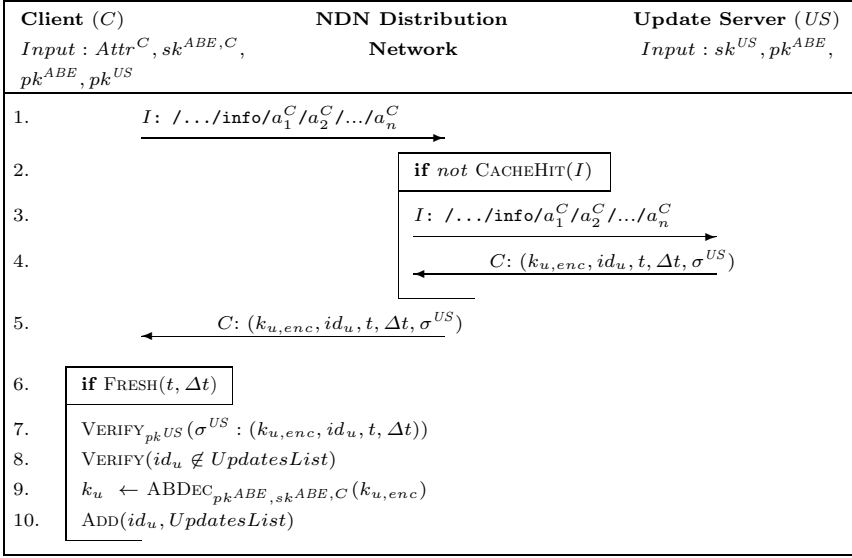 Client (C) NDN Distribution Update Server (US)
Input : Attr^C, sk^{ABE,C}, Network Input : sk^{US}, pk^{ABE},
pk^{ABE}, pk^{US}
1. I: /.../info/a_1^C/a_2^C/.../a_n^C
2. if not CACHEHIT(I)
3. I: /.../info/a_1^C/a_2^C/.../a_n^C
4. C: (k_{u,enc}, id_u, t, Δt, σ^{US})
5. C: (k_{u,enc}, id_u, t, Δt, σ^{US})
6. if FRESH(t, Δt)
7. VERIFY_{pk^{US}}(σ^{US} : (k_{u,enc}, id_u, t, Δt))
8. VERIFY(id_u ∉ UpdatesList)
9. k_u ← ABDEC_{pk^{ABE},sk^{ABE,C}}(k_{u,enc})
10. ADD(id_u, UpdatesList)